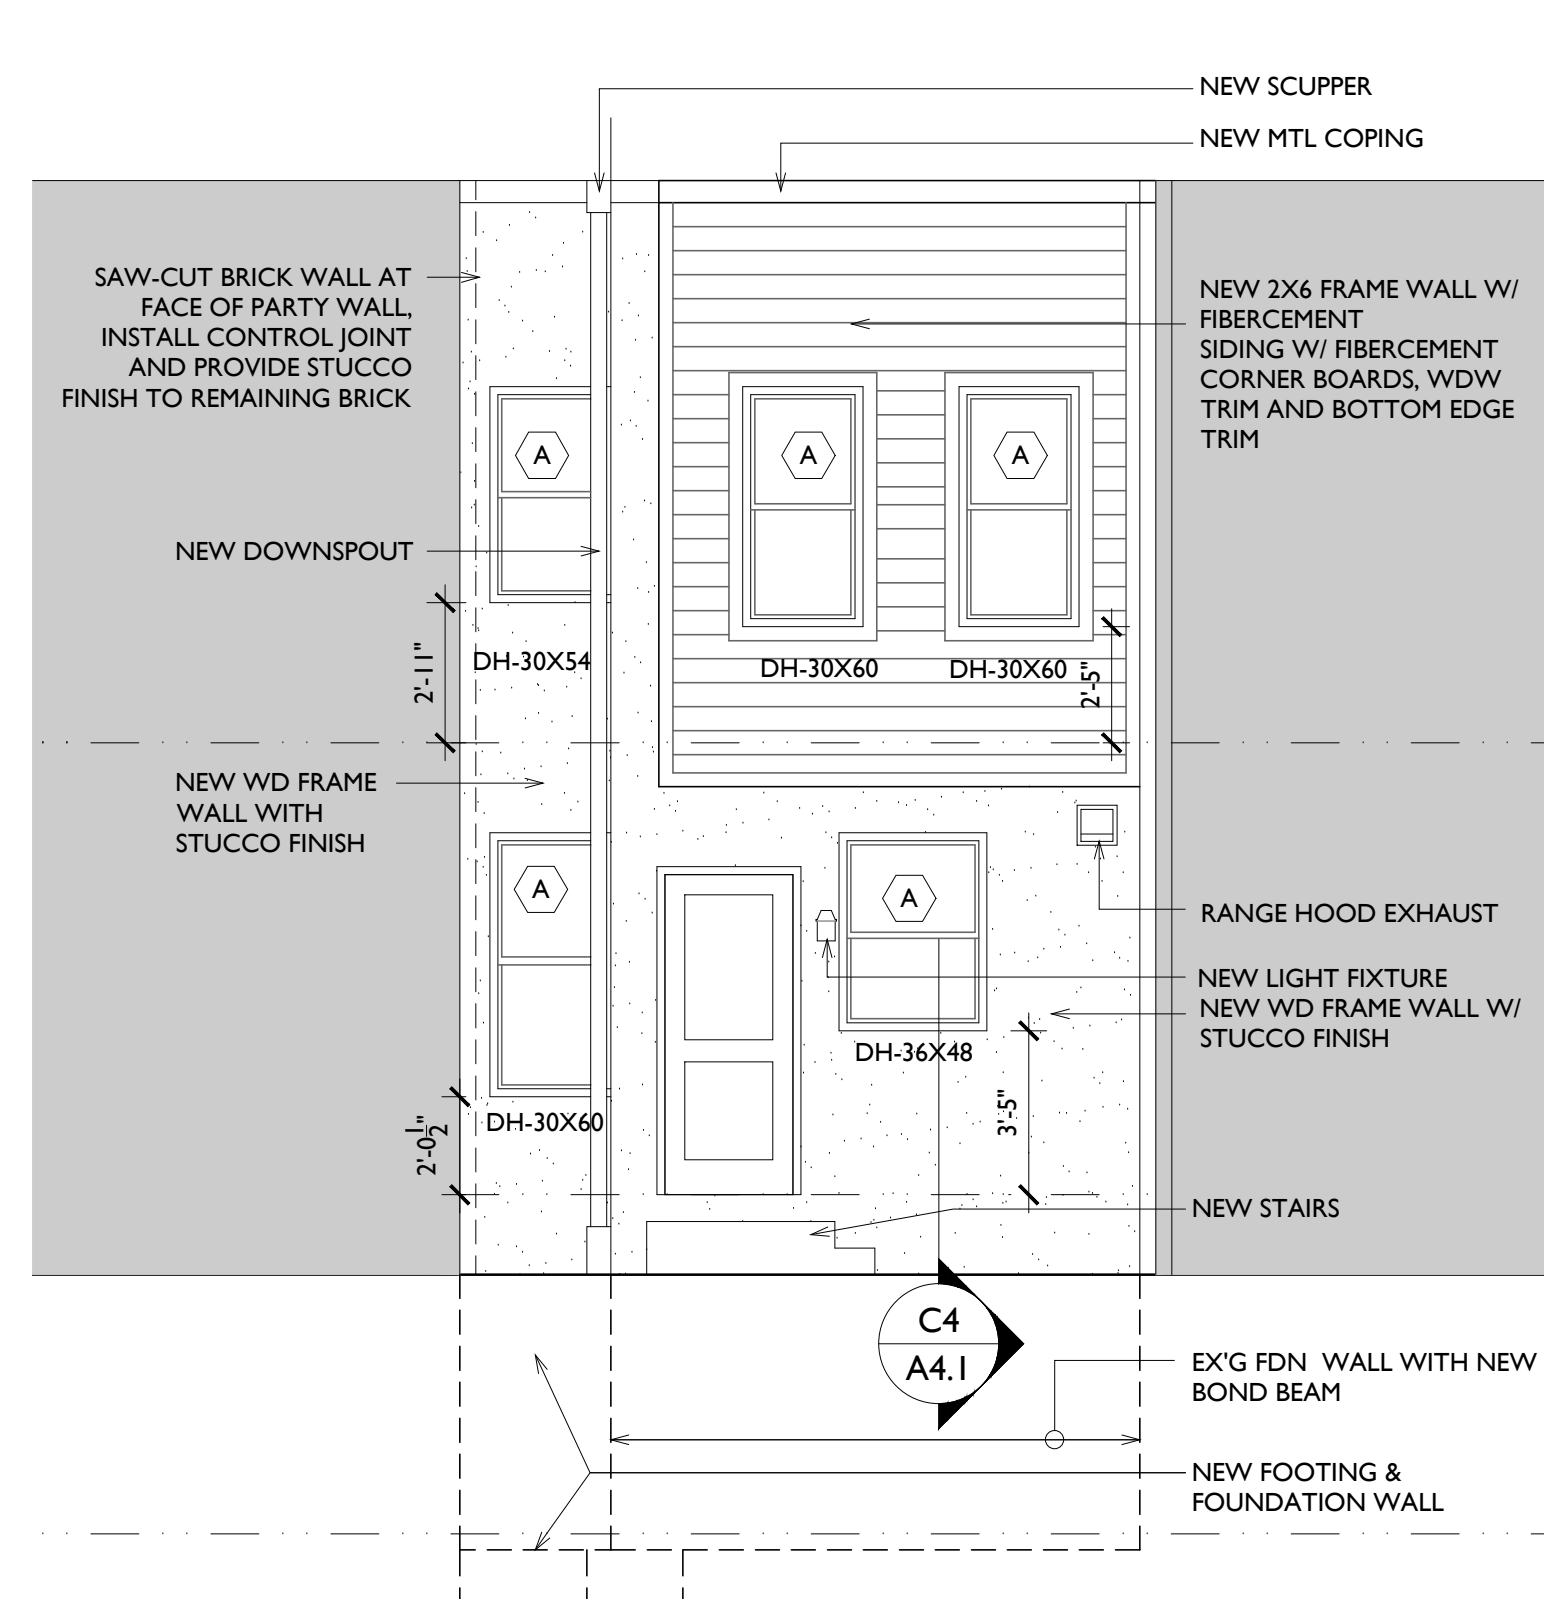 NEW SCUPPER
NEW MTL COPING
SAW-CUT BRICK WALL AT
FACE OF PARTY WALL,
INSTALL CONTROL JOINT
AND PROVIDE STUCCO
FINISH TO REMAINING BRICK
NEW 2X6 FRAME WALL W/
FIBERCEMENT
SIDING W/ FIBERCEMENT
CORNER BOARDS, WDW
TRIM AND BOTTOM EDGE
TRIM
A
A
A
NEW DOWNSPOUT
DH-30X54
DH-30X60
DH-30X60
2'-11"
2'-5"
NEW WD FRAME
WALL WITH
STUCCO FINISH
A
A
RANGE HOOD EXHAUST
NEW LIGHT FIXTURE
NEW WD FRAME WALL W/
STUCCO FINISH
DH-36X48
DH-30X60
2'-0 1/2"
3'-5"
NEW STAIRS
C4
A4.1
EX'G FDN WALL WITH NEW
BOND BEAM
NEW FOOTING &
FOUNDATION WALL